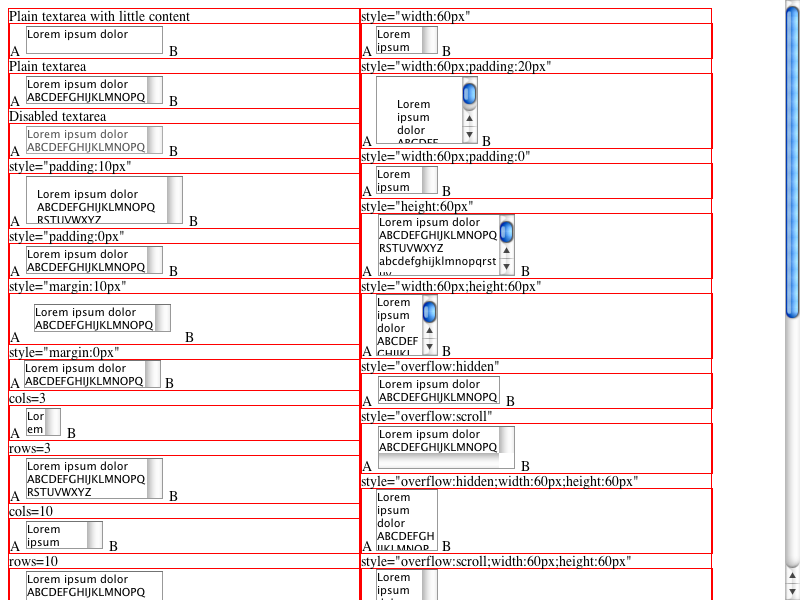 Plain textarea with little content
Lorem ipsum dolor
A B
Plain textarea
Lorem ipsum dolor
ABCDEFGHIJKLMNOPQ
A B
Disabled textarea
Lorem ipsum dolor
ABCDEFGHIJKLMNOPQ
A B
style="padding:10px"
Lorem ipsum dolor
ABCDEFGHIJKLMNOPQ
RSTUVWXYZ
A B
style="padding:0px"
Lorem ipsum dolor
ABCDEFGHIJKLMNOPQ
A B
style="margin:10px"
Lorem ipsum dolor
ABCDEFGHIJKLMNOPQ
A B
style="margin:0px"
Lorem ipsum dolor
ABCDEFGHIJKLMNOPQ
A B
cols=3
Lor
em
A B
rows=3
Lorem ipsum dolor
ABCDEFGHIJKLMNOPQ
RSTUVWXYZ
A B
cols=10
Lorem
ipsum
A B
rows=10
Lorem ipsum dolor
style="width:60px"
Lorem
ipsum
A B
style="width:60px;padding:20px"
Lorem
ipsum
dolor
ABCDEF
A B
style="width:60px;padding:0"
Lorem
ipsum
A B
style="height:60px"
Lorem ipsum dolor
ABCDEFGHIJKLMNOPQ
RSTUVWXYZ
abcdefghijklmnopqrst
uv
A B
style="width:60px;height:60px"
Lorem
ipsum
dolor
ABCDEF
GHIJKL
A B
style="overflow:hidden"
Lorem ipsum dolor
ABCDEFGHIJKLMNOPQ
A B
style="overflow:scroll"
Lorem ipsum dolor
ABCDEFGHIJKLMNOPQ
A B
style="overflow:hidden;width:60px;height:60px"
Lorem
ipsum
dolor
ABCDEFGH
IJKLMNOP
A B
style="overflow:scroll;width:60px;height:60px"
Lorem
ipsum